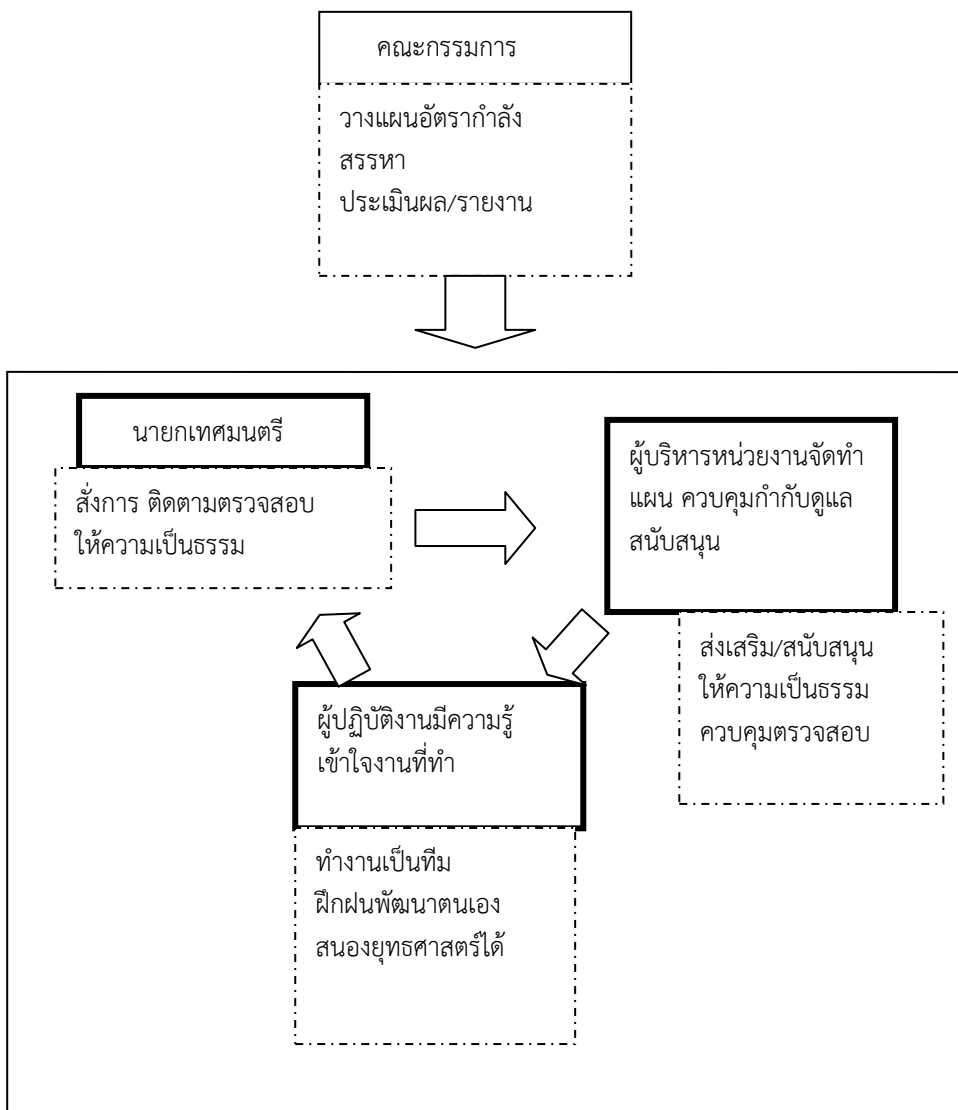 คณะกรรมการ
วางแผนอัตรากำลัง
สรรหา
ประเมินผล/รายงาน
นายกเทศมนตรี
สั่งการ ติดตามตรวจสอบ
ให้ความเป็นธรรม
ผู้บริหารหน่วยงานจัดทำ
แผน ควบคุมกำกับดูแล
สนับสนุน
ส่งเสริม/สนับสนุน
ให้ความเป็นธรรม
ควบคุมตรวจสอบ
ผู้ปฏิบัติงานมีความรู้
เข้าใจงานที่ทำ
ทำงานเป็นทีม
ฝึกฝนพัฒนาตนเอง
สนองยุทธศาสตร์ได้